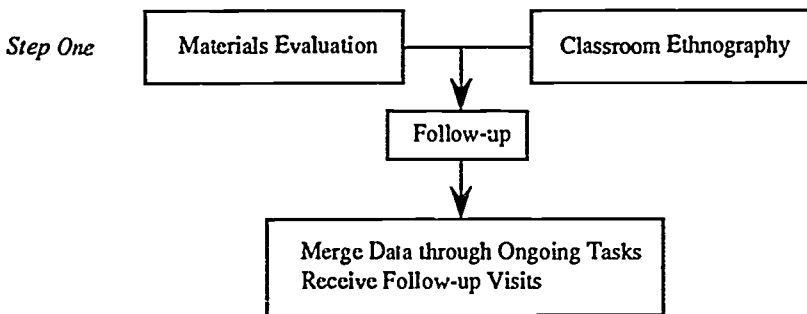 Step One
Materials Evaluation
Classroom Ethnography
Follow-up
Merge Data through Ongoing Tasks
Receive Follow-up Visits